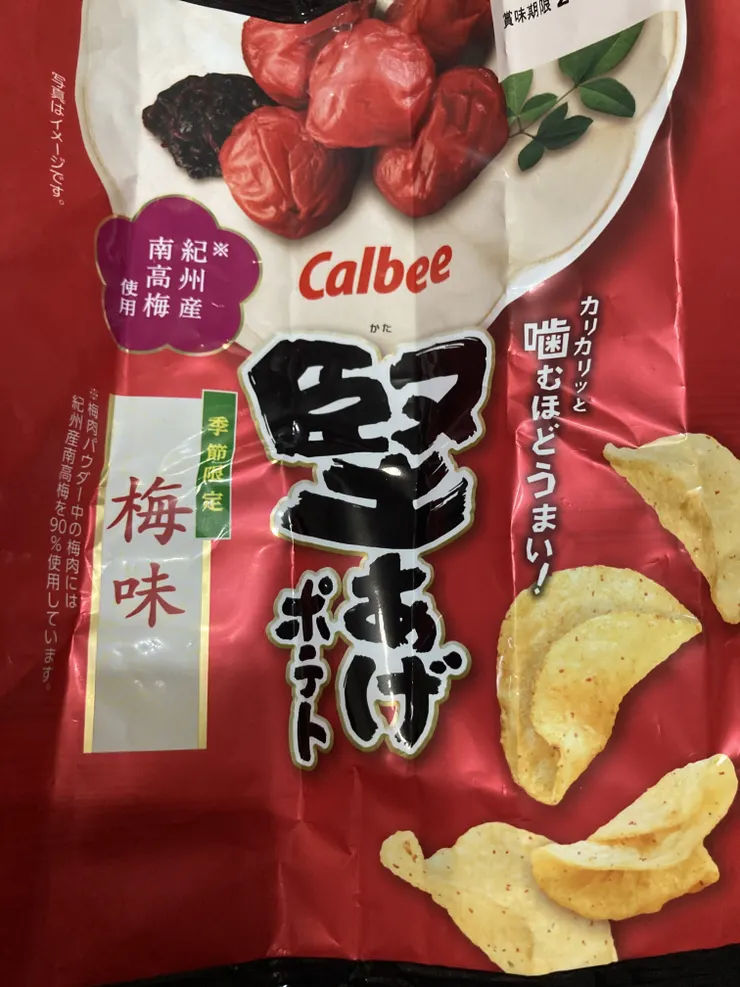 賞味期限
写真はイメージです。
※紀州産
南高梅
使用
Calbee
かた
堅あげ
ポテト
カリカリッと
噛むほどうまい!
季節限定
梅味
※梅肉パウダー中の梅肉には
紀州産南高梅を90%使用しています。